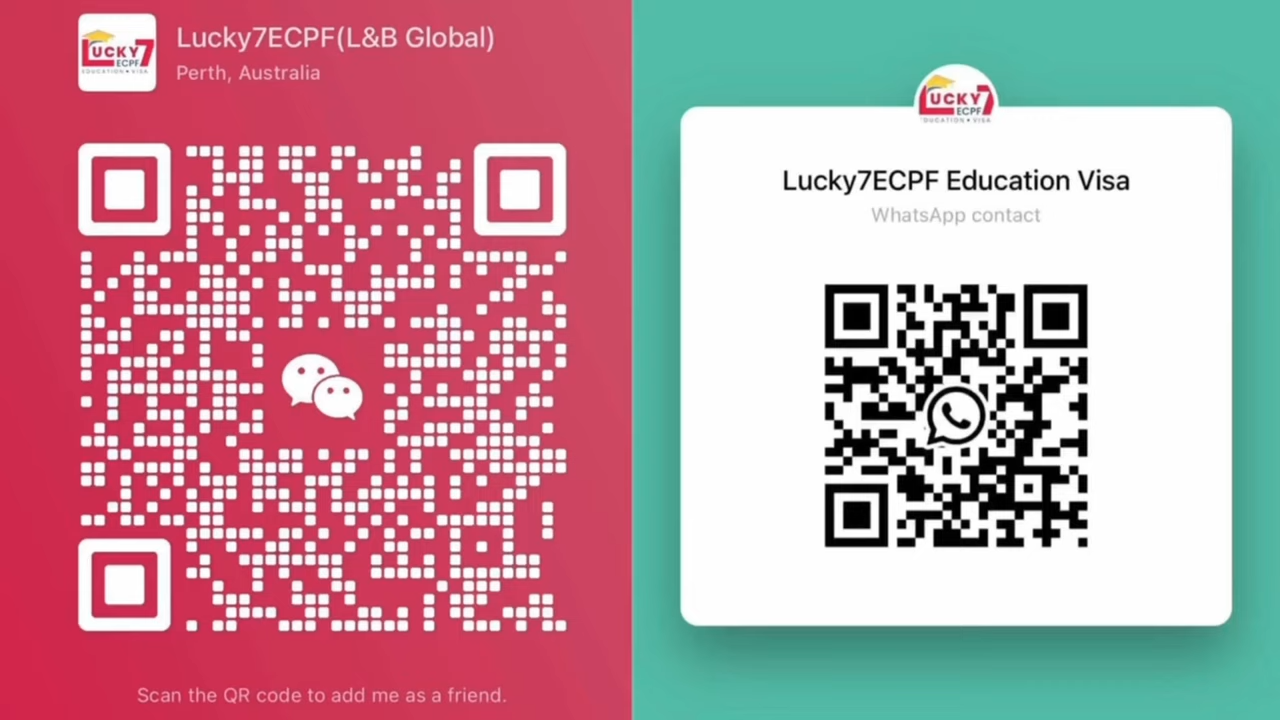 LUCKY7
ECPF
EDUCATION • VISA
Lucky7ECPF(L&B Global)
Perth, Australia
Scan the QR code to add me as a friend.
LUCKY7
ECPF
EDUCATION • VISA
Lucky7ECPF Education Visa
WhatsApp contact